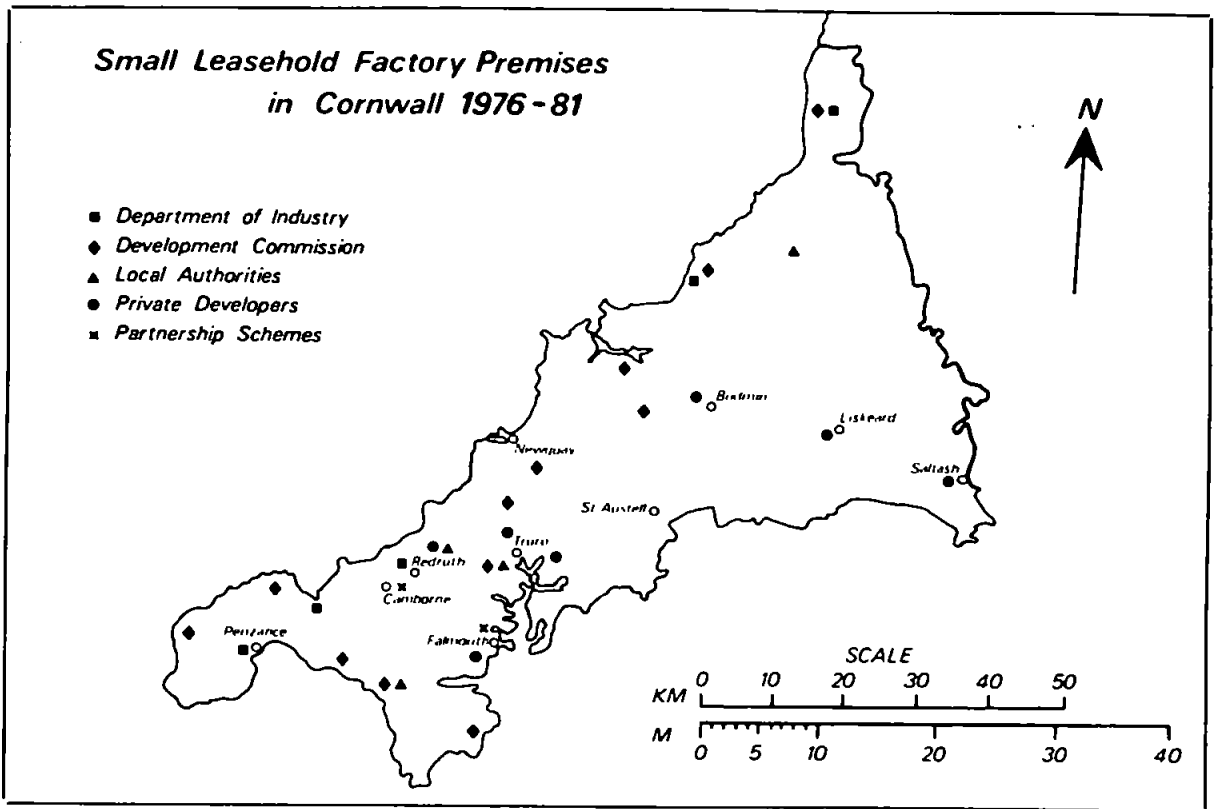 Small Leasehold Factory Premises
in Cornwall 1976-81
N
Department of Industry
Development Commission
Local Authorities
Private Developers
Partnership Schemes
Bodmin
Liskeard
Newquay
Saltash
St. Austell
Truro
Redruth
Camborne
Penzance
Falmouth
SCALE
KM 0 10 20 30 40 50
M 0 5 10 20 30 40